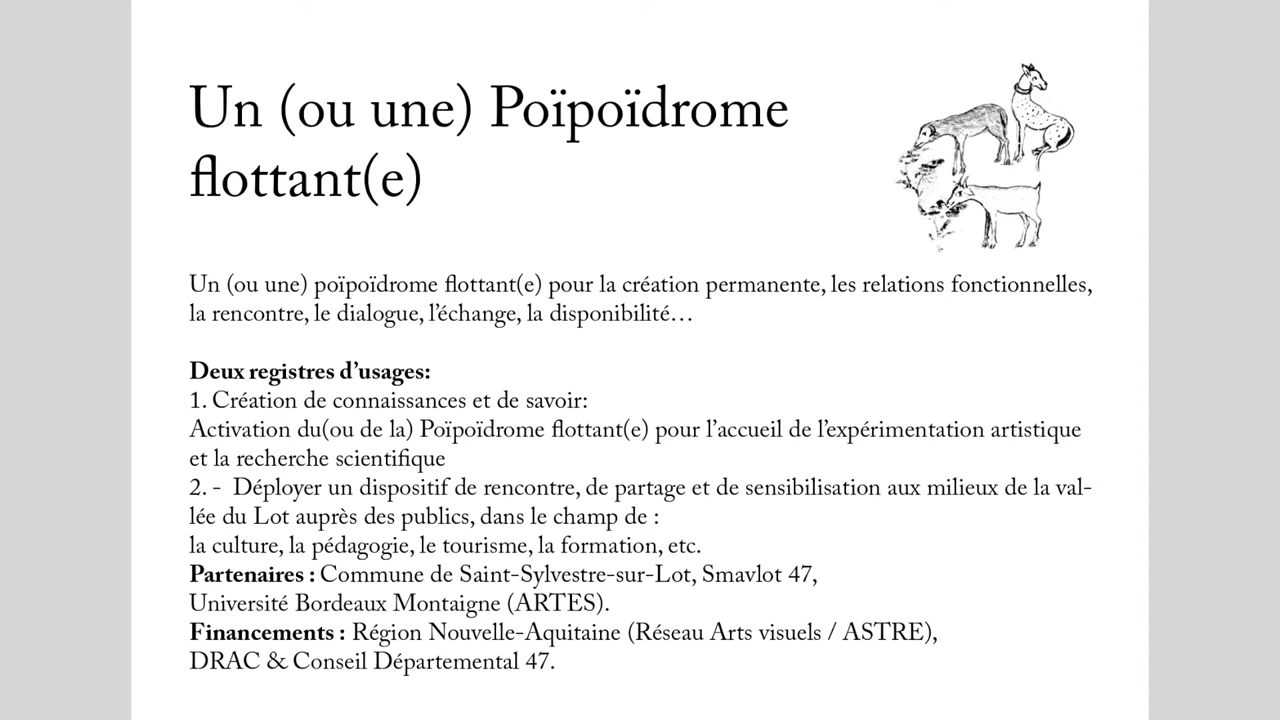 Un (ou une) Poïpoïdrome
flottant(e)
Un (ou une) poïpoïdrome flottant(e) pour la création permanente, les relations fonctionnelles,
la rencontre, le dialogue, l’échange, la disponibilité…
Deux registres d’usages:
1. Création de connaissances et de savoir:
Activation du(ou de la) Poïpoïdrome flottant(e) pour l’accueil de l’expérimentation artistique
et la recherche scientifique
2. - Déployer un dispositif de rencontre, de partage et de sensibilisation aux milieux de la val-
lée du Lot auprès des publics, dans le champ de :
la culture, la pédagogie, le tourisme, la formation, etc.
Partenaires : Commune de Saint-Sylvestre-sur-Lot, Smavlot 47,
Université Bordeaux Montaigne (ARTES).
Financements : Région Nouvelle-Aquitaine (Réseau Arts visuels / ASTRE),
DRAC & Conseil Départemental 47.